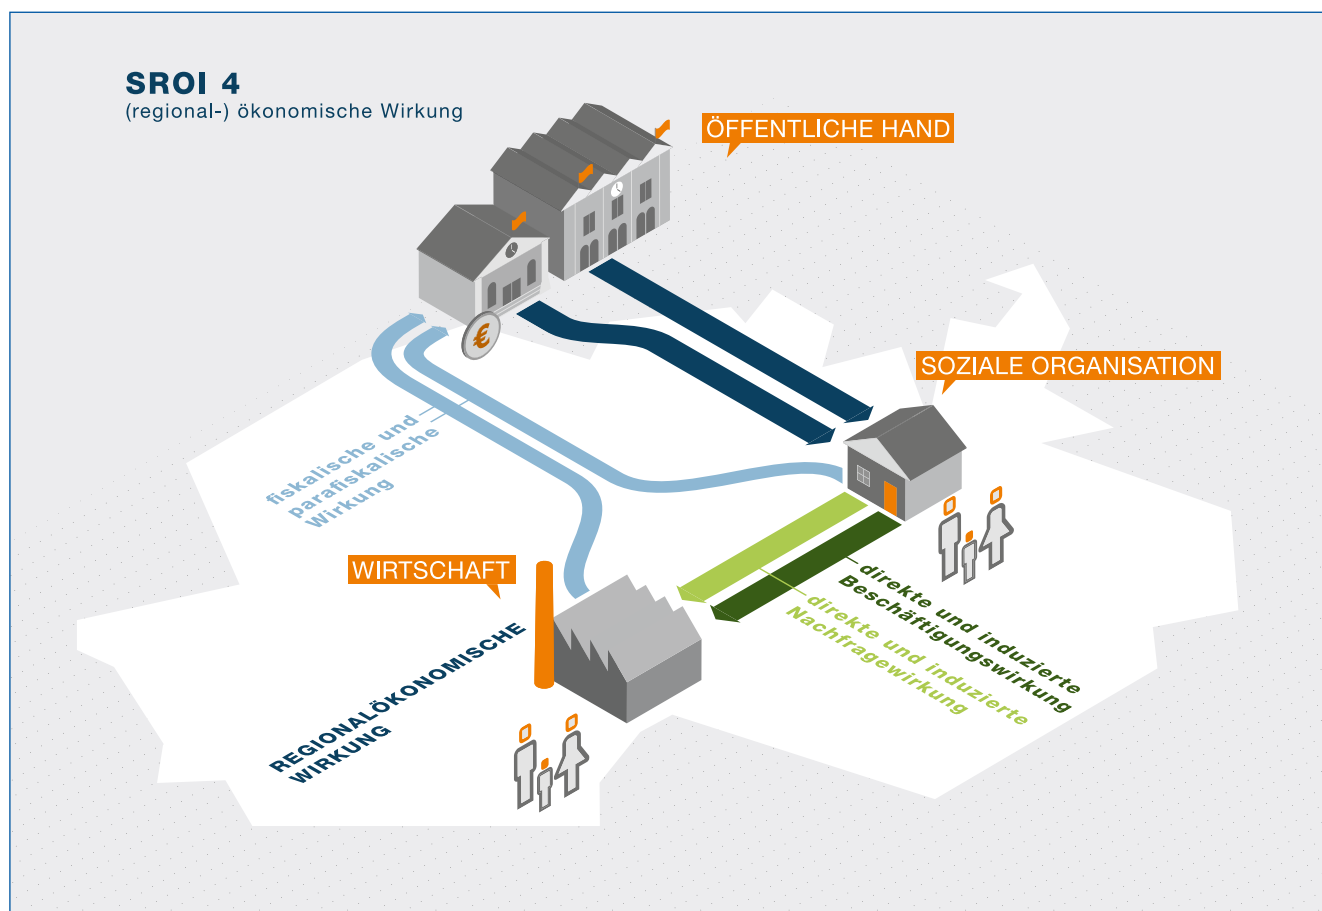 SROI 4
(regional-) ökonomische Wirkung
ÖFFENTLICHE HAND
SOZIALE ORGANISATION
fiskalische und
parafiskalische
Wirkung
WIRTSCHAFT
direkte und induzierte
Beschäftigungswirkung
direkte und induzierte
Nachfragewirkung
REGIONALÖKONOMISCHE
WIRKUNG
€